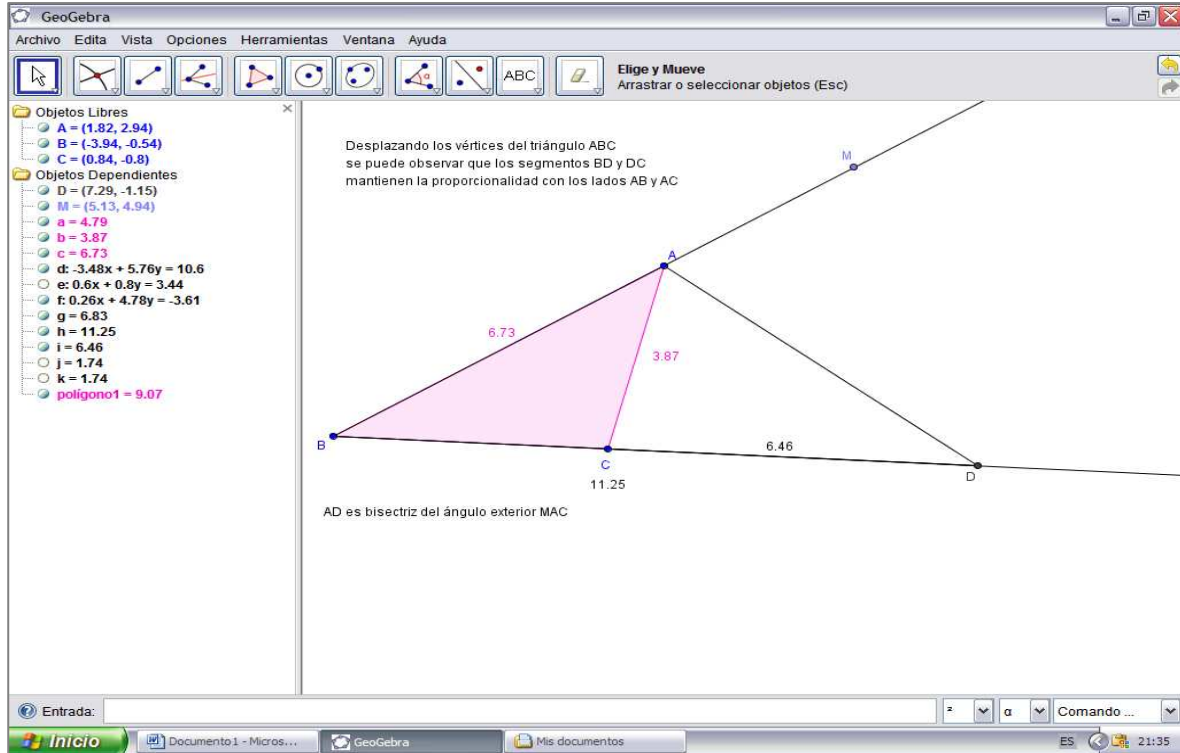 GeoGebra
Archivo Edita Vista Opciones Herramientas Ventana Ayuda
ABC
Elige y Mueve
Arrastrar o seleccionar objetos (Esc)
Objetos Libres
A = (1.82, 2.94)
B = (-3.94, -0.54)
C = (0.84, -0.8)
Objetos Dependientes
D = (7.29, -1.15)
M = (5.13, 4.94)
a = 4.79
b = 3.87
c = 6.73
d: -3.48x + 5.76y = 10.6
e: 0.6x + 0.8y = 3.44
f: 0.26x + 4.78y = -3.61
g = 6.83
h = 11.25
i = 6.46
j = 1.74
k = 1.74
polígono1 = 9.07
Desplazando los vértices del triángulo ABC
se puede observar que los segmentos BD y DC
mantienen la proporcionalidad con los lados AB y AC
M
A
6.73
3.87
B
C
6.46
D
11.25
AD es bisectriz del ángulo exterior MAC
Entrada:
² α Comando ...
Inicio Documento1 - Micros... GeoGebra Mis documentos ES 21:35